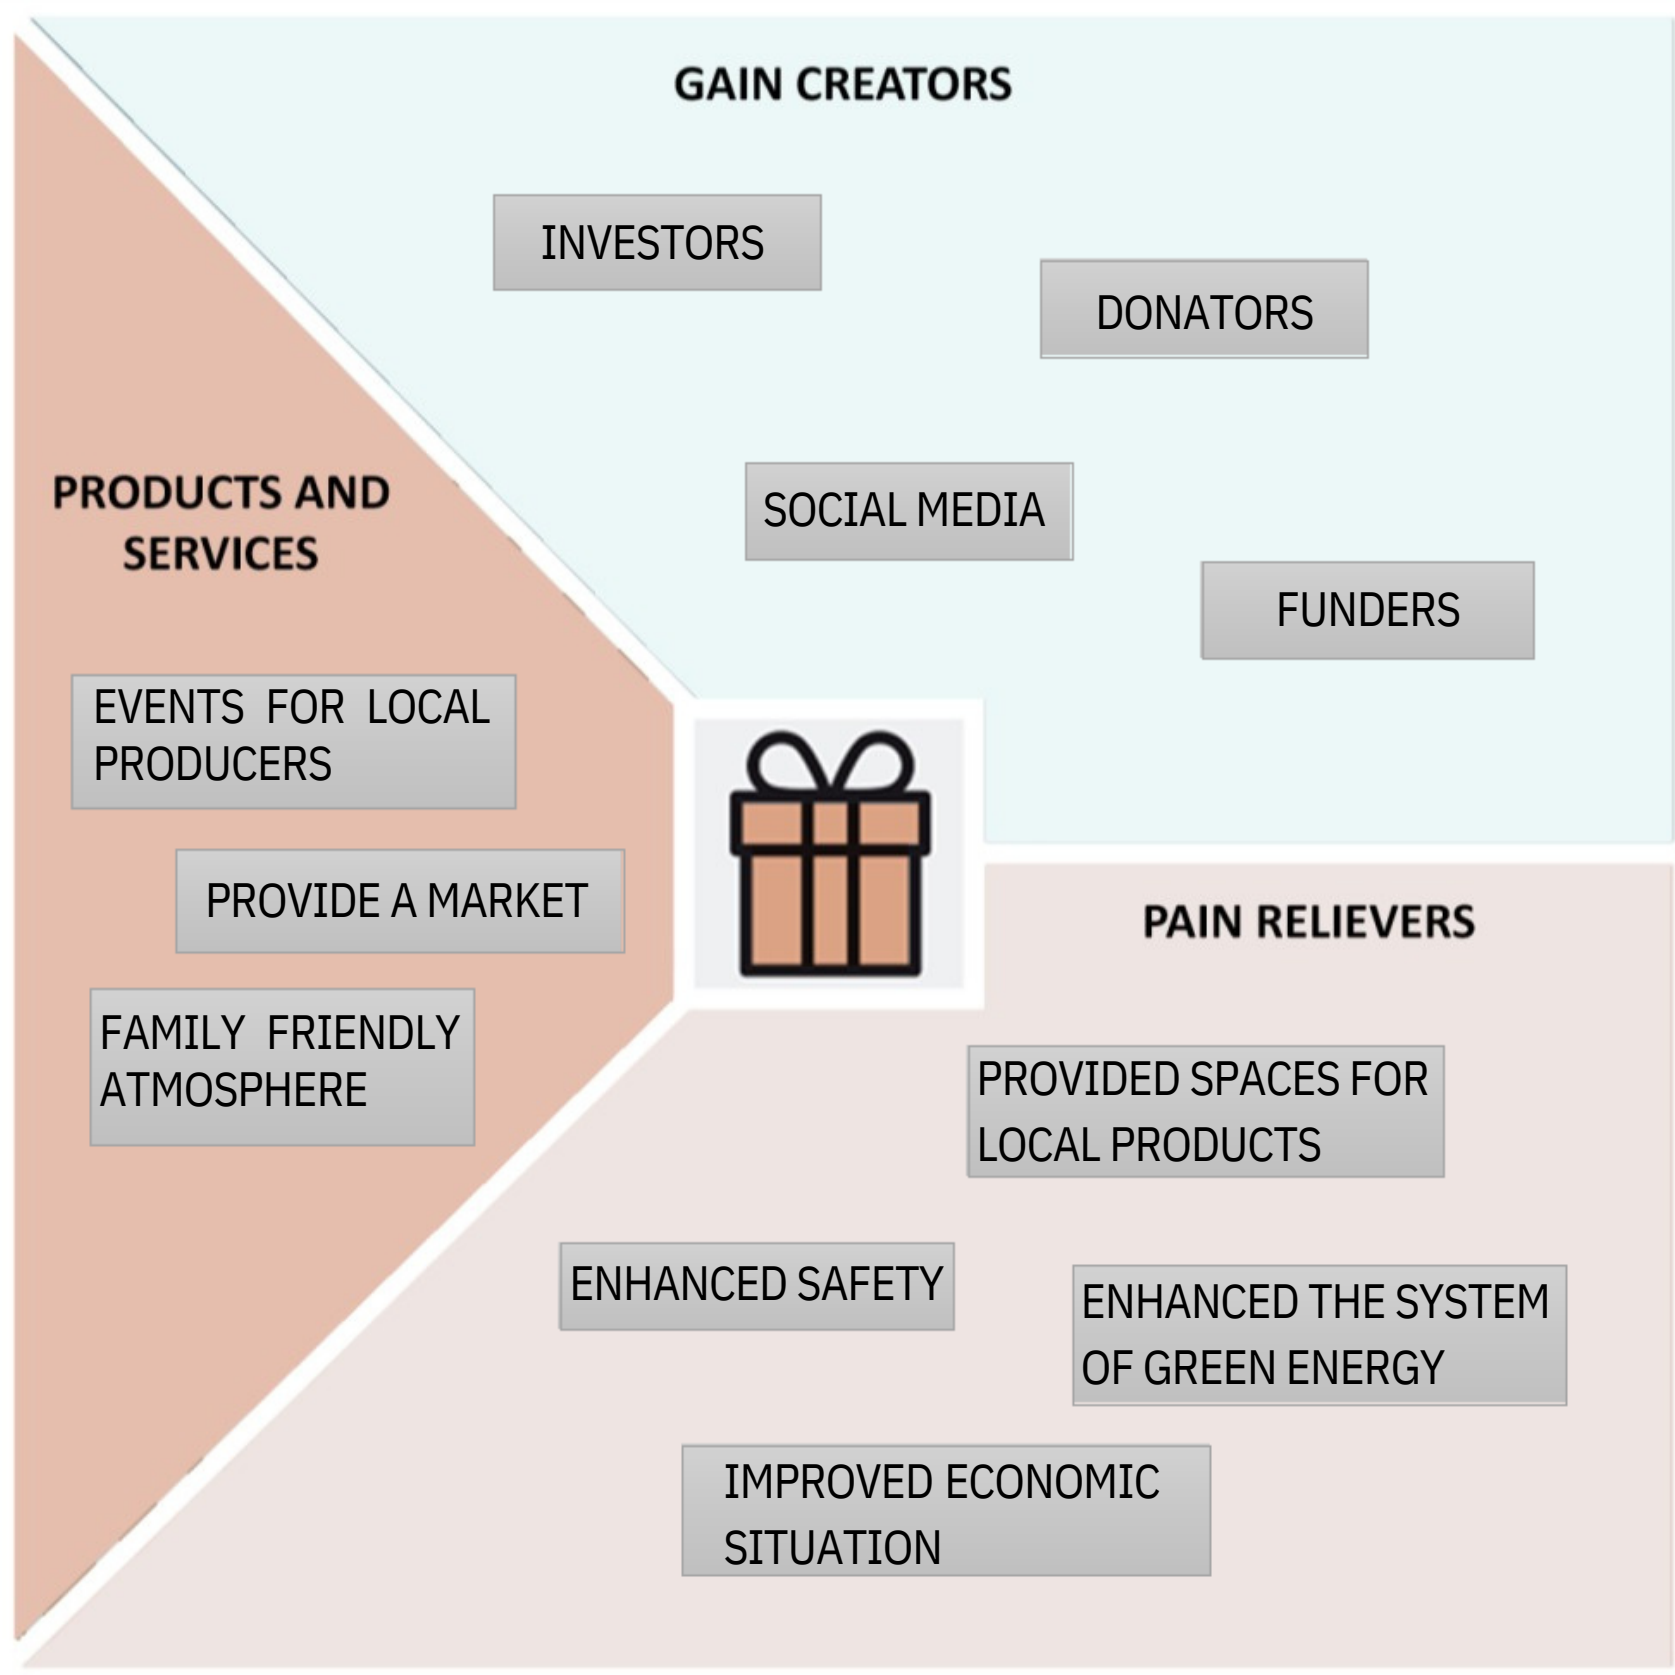 GAIN CREATORS
INVESTORS
DONATORS
SOCIAL MEDIA
FUNDERS
PRODUCTS AND
SERVICES
EVENTS FOR LOCAL
PRODUCERS
PROVIDE A MARKET
FAMILY FRIENDLY
ATMOSPHERE
PAIN RELIEVERS
PROVIDED SPACES FOR
LOCAL PRODUCTS
ENHANCED SAFETY
ENHANCED THE SYSTEM
OF GREEN ENERGY
IMPROVED ECONOMIC
SITUATION